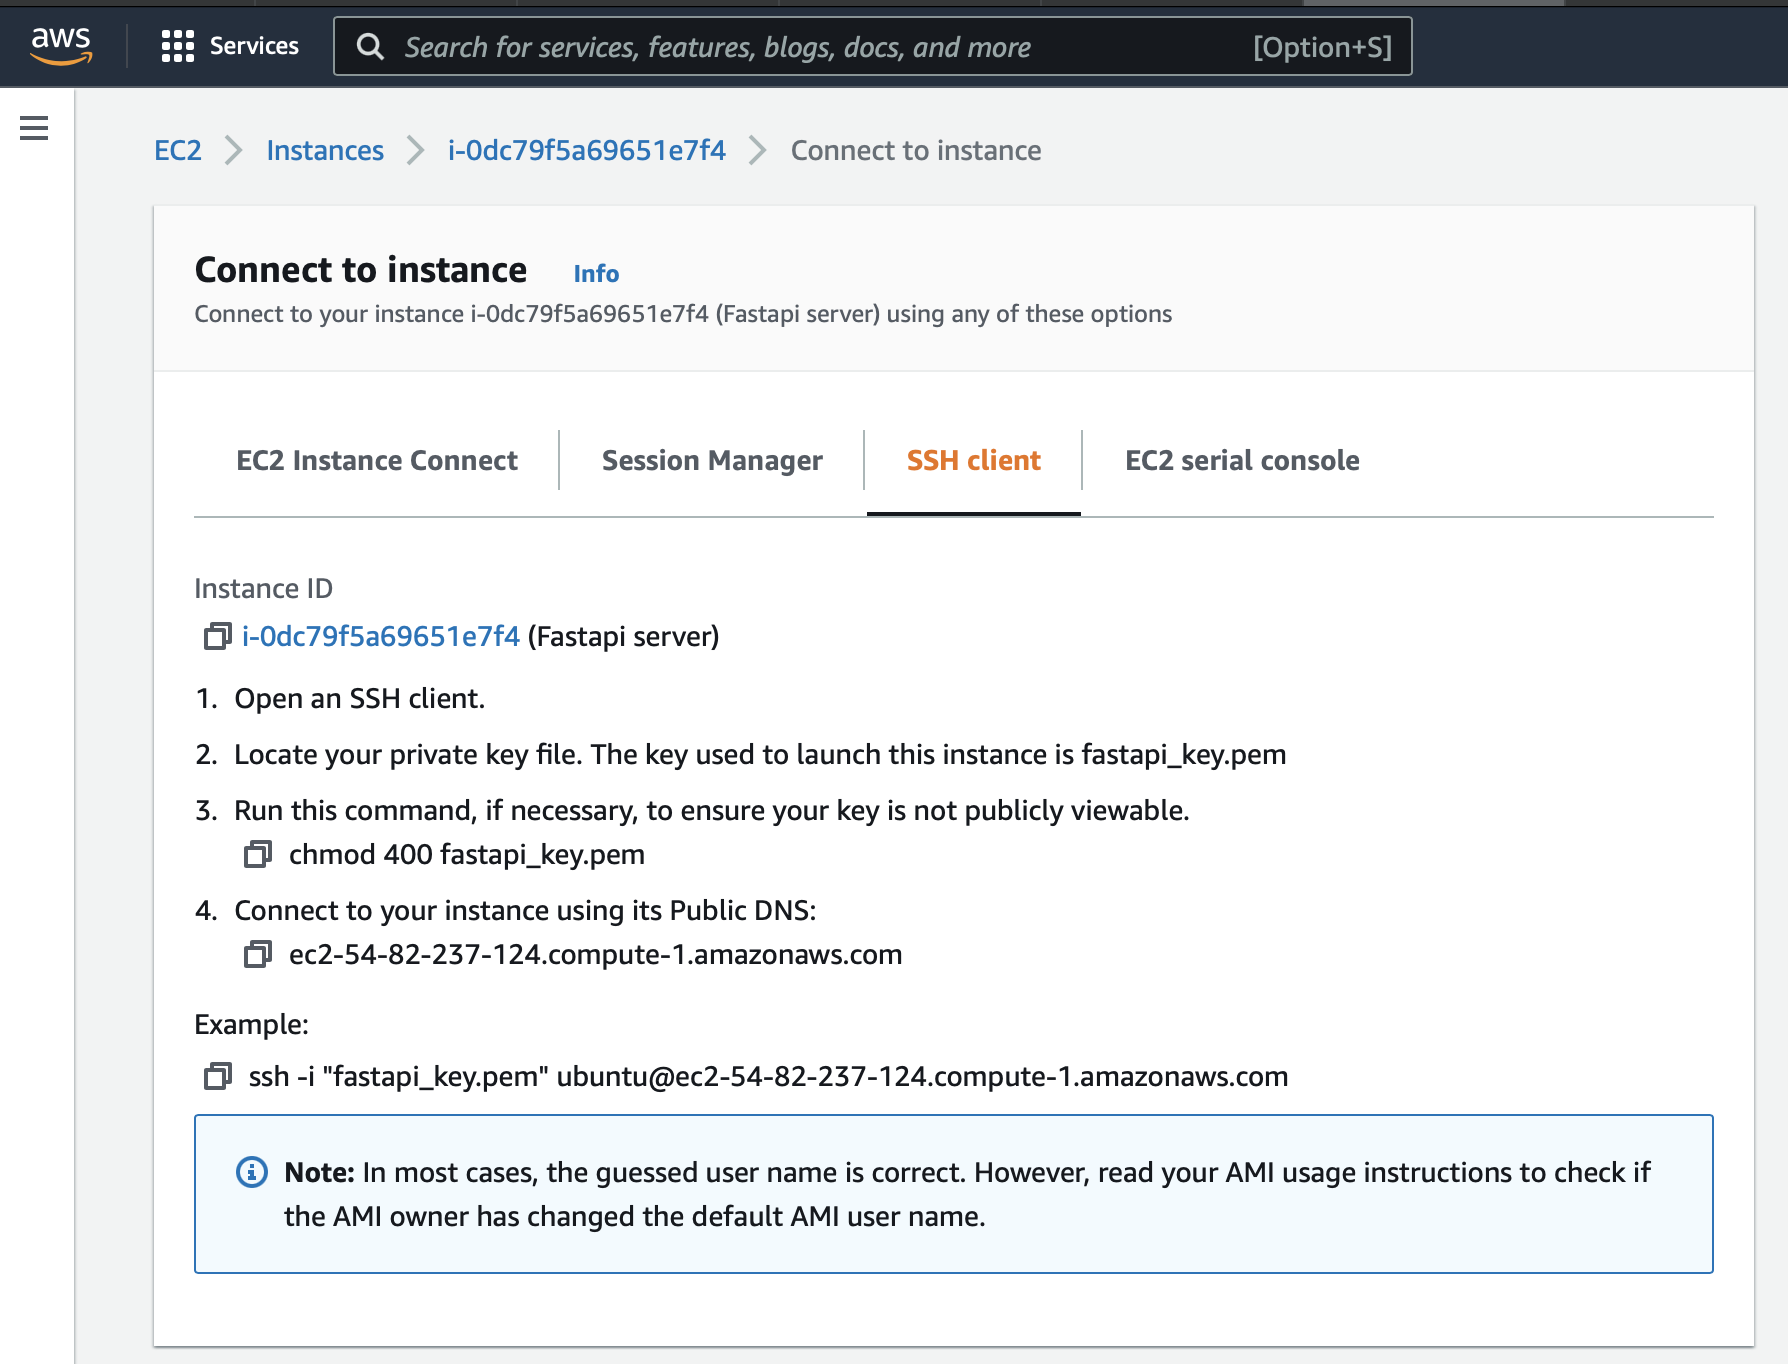 aws Services Search for services, features, blogs, docs, and more [Option+S]
EC2 Instances i-0dc79f5a69651e7f4 Connect to instance
Connect to instance Info
Connect to your instance i-0dc79f5a69651e7f4 (Fastapi server) using any of these options
EC2 Instance Connect Session Manager SSH client EC2 serial console
Instance ID
i-0dc79f5a69651e7f4 (Fastapi server)
1. Open an SSH client.
2. Locate your private key file. The key used to launch this instance is fastapi_key.pem
3. Run this command, if necessary, to ensure your key is not publicly viewable.
chmod 400 fastapi_key.pem
4. Connect to your instance using its Public DNS:
ec2-54-82-237-124.compute-1.amazonaws.com
Example:
ssh -i "fastapi_key.pem" ubuntu@ec2-54-82-237-124.compute-1.amazonaws.com
Note: In most cases, the guessed user name is correct. However, read your AMI usage instructions to check if
the AMI owner has changed the default AMI user name.